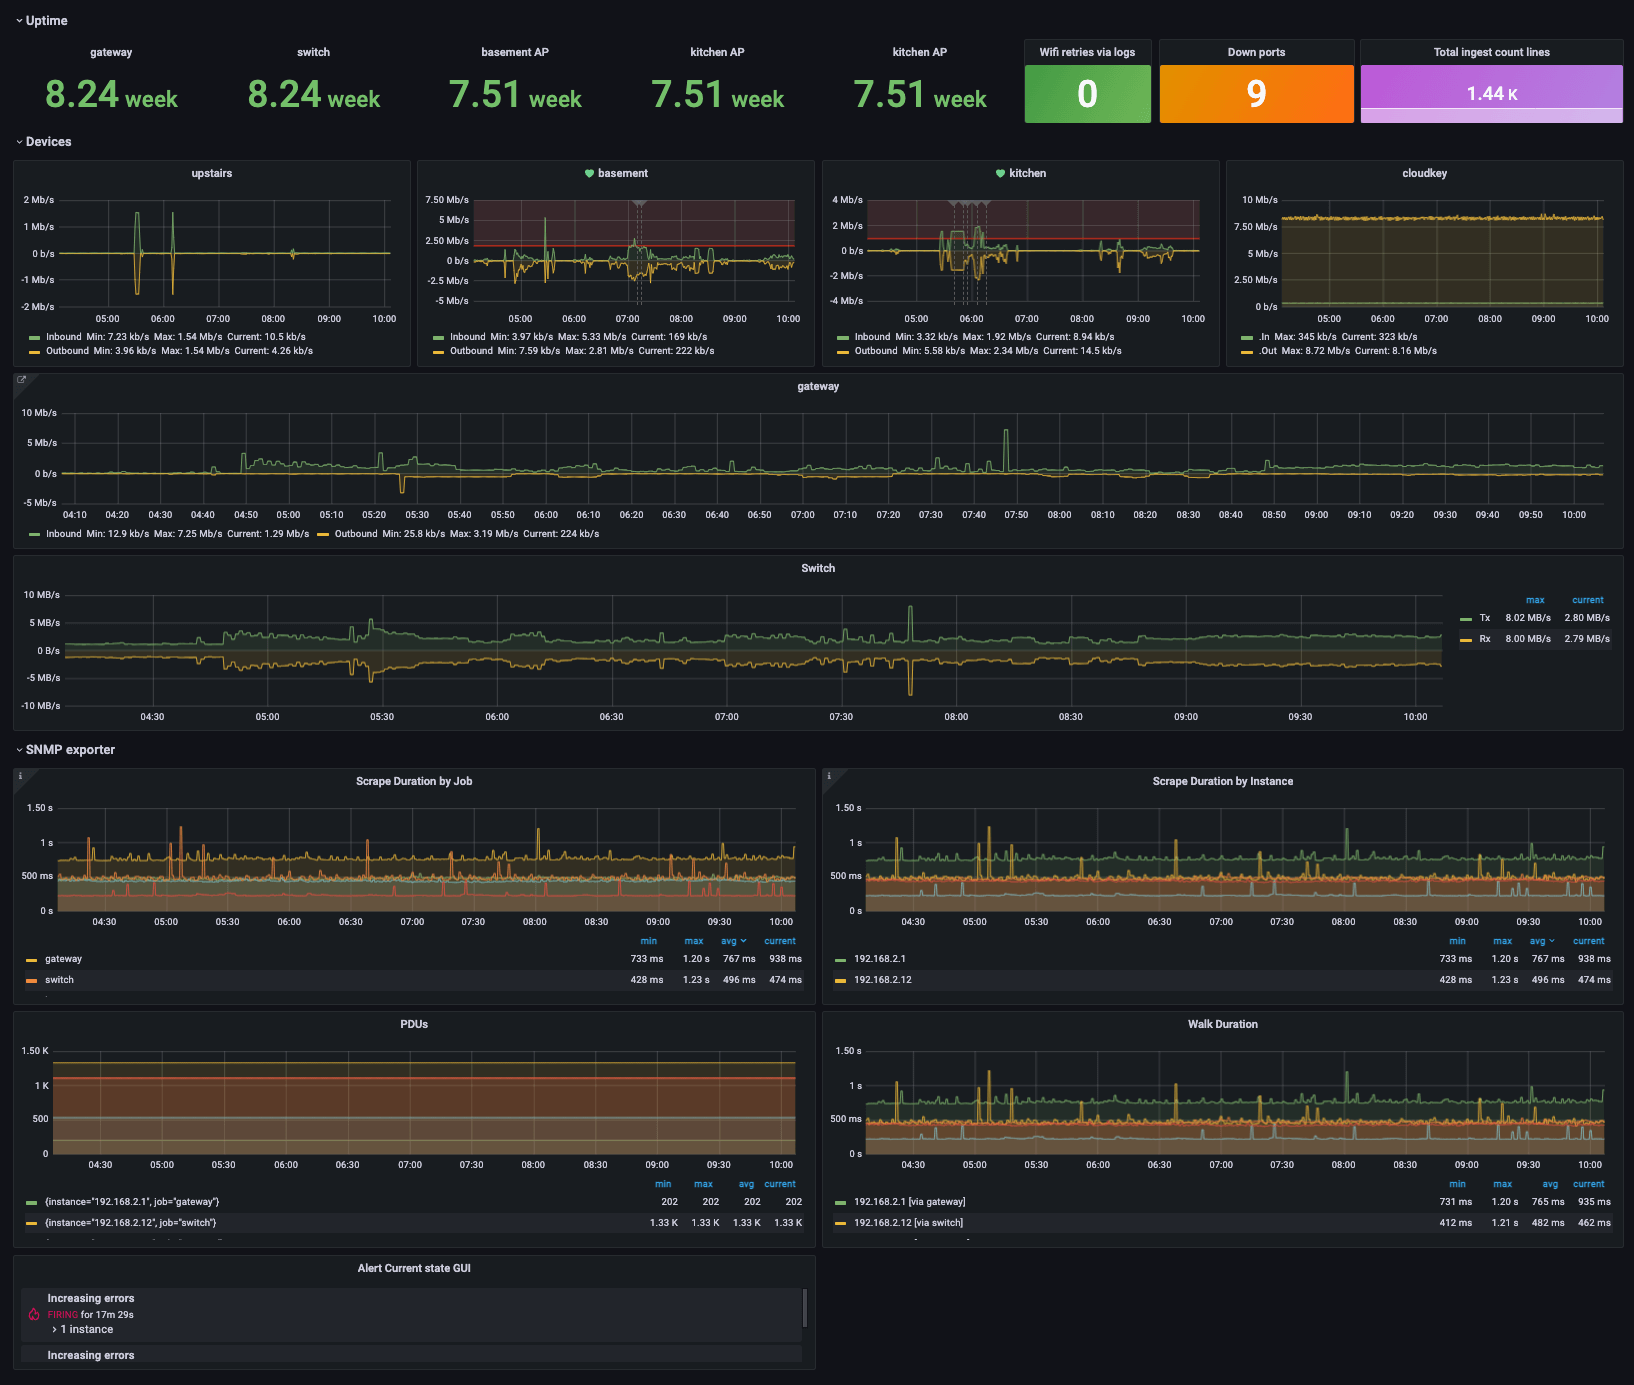 Uptime
gateway
8.24 week
switch
8.24 week
basement AP
7.51 week
kitchen AP
7.51 week
kitchen AP
7.51 week
Wifi retries via logs
0
Down ports
9
Total ingest count lines
1.44 K
Devices
upstairs
2 Mb/s
1 Mb/s
0 b/s
-1 Mb/s
-2 Mb/s
05:00 06:00 07:00 08:00 09:00 10:00
Inbound Min: 7.23 kb/s Max: 1.54 Mb/s Current: 10.5 kb/s
Outbound Min: 3.96 kb/s Max: 1.54 Mb/s Current: 4.26 kb/s
basement
7.50 Mb/s
5 Mb/s
2.50 Mb/s
0 b/s
-2.5 Mb/s
-5 Mb/s
05:00 06:00 07:00 08:00 09:00 10:00
Inbound Min: 3.97 kb/s Max: 5.33 Mb/s Current: 169 kb/s
Outbound Min: 7.59 kb/s Max: 2.81 Mb/s Current: 222 kb/s
kitchen
4 Mb/s
2 Mb/s
0 b/s
-2 Mb/s
-4 Mb/s
05:00 06:00 07:00 08:00 09:00 10:00
Inbound Min: 3.32 kb/s Max: 1.92 Mb/s Current: 8.94 kb/s
Outbound Min: 5.58 kb/s Max: 2.34 Mb/s Current: 14.5 kb/s
cloudkey
10 Mb/s
7.50 Mb/s
5 Mb/s
2.50 Mb/s
0 b/s
05:00 06:00 07:00 08:00 09:00 10:00
.In Max: 345 kb/s Current: 323 kb/s
.Out Max: 8.72 Mb/s Current: 8.16 Mb/s
gateway
10 Mb/s
5 Mb/s
0 b/s
-5 Mb/s
04:10 04:20 04:30 04:40 04:50 05:00 05:10 05:20 05:30 05:40 05:50 06:00 06:10 06:20 06:30 06:40 06:50 07:00 07:10 07:20 07:30 07:40 07:50 08:00 08:10 08:20 08:30 08:40 08:50 09:00 09:10 09:20 09:30 09:40 09:50 10:00
Inbound Min: 12.9 kb/s Max: 7.25 Mb/s Current: 1.29 Mb/s Outbound Min: 25.8 kb/s Max: 3.19 Mb/s Current: 224 kb/s
Switch
10 MB/s
5 MB/s
0 B/s
-5 MB/s
-10 MB/s
04:30 05:00 05:30 06:00 06:30 07:00 07:30 08:00 08:30 09:00 09:30 10:00
max current
Tx 8.02 MB/s 2.80 MB/s
Rx 8.00 MB/s 2.79 MB/s
SNMP exporter
Scrape Duration by Job
1.50 s
1 s
500 ms
0 s
04:30 05:00 05:30 06:00 06:30 07:00 07:30 08:00 08:30 09:00 09:30 10:00
min max avg current
gateway 733 ms 1.20 s 767 ms 938 ms
switch 428 ms 1.23 s 496 ms 474 ms
Scrape Duration by Instance
1.50 s
1 s
500 ms
0 s
04:30 05:00 05:30 06:00 06:30 07:00 07:30 08:00 08:30 09:00 09:30 10:00
min max avg current
192.168.2.1 733 ms 1.20 s 767 ms 938 ms
192.168.2.12 428 ms 1.23 s 496 ms 474 ms
PDUs
1.50 K
1 K
500
0
04:30 05:00 05:30 06:00 06:30 07:00 07:30 08:00 08:30 09:00 09:30 10:00
min max avg current
{instance="192.168.2.1", job="gateway"} 202 202 202 202
{instance="192.168.2.12", job="switch"} 1.33 K 1.33 K 1.33 K 1.33 K
Walk Duration
1.50 s
1 s
500 ms
0 s
04:30 05:00 05:30 06:00 06:30 07:00 07:30 08:00 08:30 09:00 09:30 10:00
min max avg current
192.168.2.1 [via gateway] 731 ms 1.20 s 765 ms 935 ms
192.168.2.12 [via switch] 412 ms 1.21 s 482 ms 462 ms
Alert Current state GUI
Increasing errors
FIRING for 17m 29s
1 instance
Increasing errors